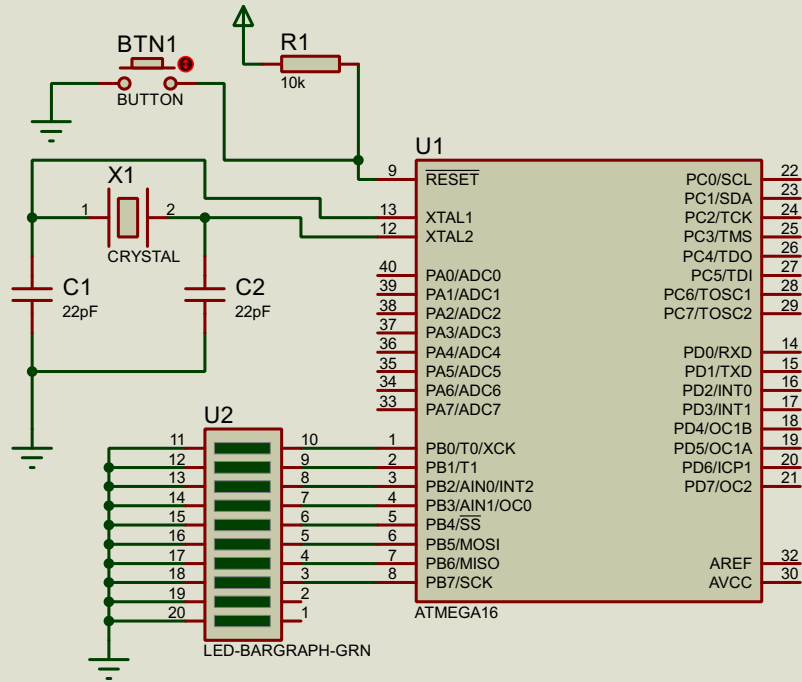 BTN1
BUTTON
R1
10k
X1
1
2
CRYSTAL
C1
22pF
C2
22pF
U1
9 RESET
13 XTAL1
12 XTAL2
40 PA0/ADC0
39 PA1/ADC1
38 PA2/ADC2
37 PA3/ADC3
36 PA4/ADC4
35 PA5/ADC5
34 PA6/ADC6
33 PA7/ADC7
1 PB0/T0/XCK
2 PB1/T1
3 PB2/AIN0/INT2
4 PB3/AIN1/OC0
5 PB4/SS
6 PB5/MOSI
7 PB6/MISO
8 PB7/SCK
PC0/SCL 22
PC1/SDA 23
PC2/TCK 24
PC3/TMS 25
PC4/TDO 26
PC5/TDI 27
PC6/TOSC1 28
PC7/TOSC2 29
PD0/RXD 14
PD1/TXD 15
PD2/INT0 16
PD3/INT1 17
PD4/OC1B 18
PD5/OC1A 19
PD6/ICP1 20
PD7/OC2 21
AREF 32
AVCC 30
ATMEGA16
U2
11 10
12 9
13 8
14 7
15 6
16 5
17 4
18 3
19 2
20 1
LED-BARGRAPH-GRN